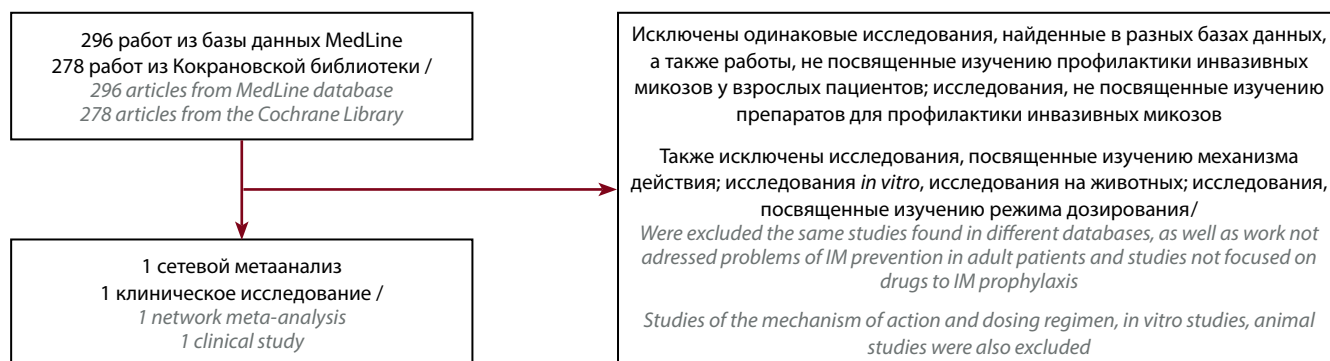 296 работ из базы данных MedLine
278 работ из Кокрановской библиотеки /
296 articles from MedLine database
278 articles from the Cochrane Library
Исключены одинаковые исследования, найденные в разных базах данных,
а также работы, не посвященные изучению профилактики инвазивных
микозов у взрослых пациентов; исследования, не посвященные изучению
препаратов для профилактики инвазивных микозов
Также исключены исследования, посвященные изучению механизма
действия; исследования in vitro, исследования на животных; исследования,
посвященные изучению режима дозирования/
Were excluded the same studies found in different databases, as well as work not
adressed problems of IM prevention in adult patients and studies not focused on
drugs to IM prophylaxis
Studies of the mechanism of action and dosing regimen, in vitro studies, animal
studies were also excluded
1 сетевой метаанализ
1 клиническое исследование /
1 network meta-analysis
1 clinical study